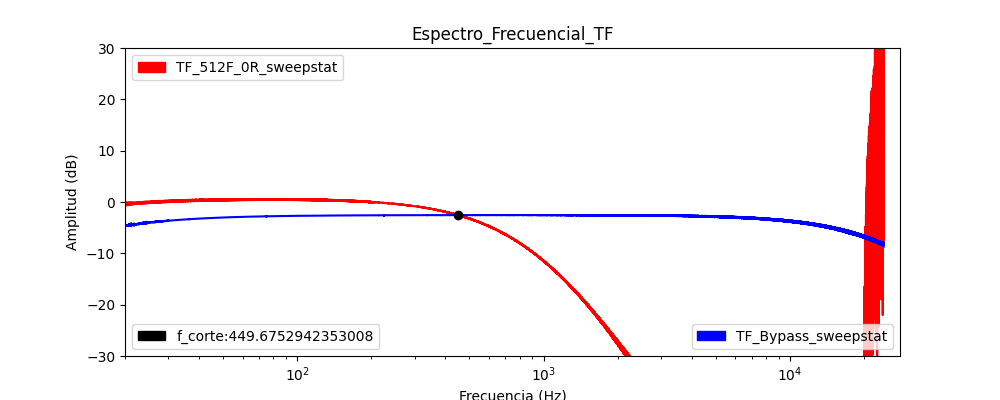 Espectro_Frecuencial_TF
Amplitud (dB)
30
20
10
0
−10
−20
−30
TF_512F_0R_sweepstat
f_corte:449.6752942353008
TF_Bypass_sweepstat
10²
10³
10⁴
Frecuencia (Hz)